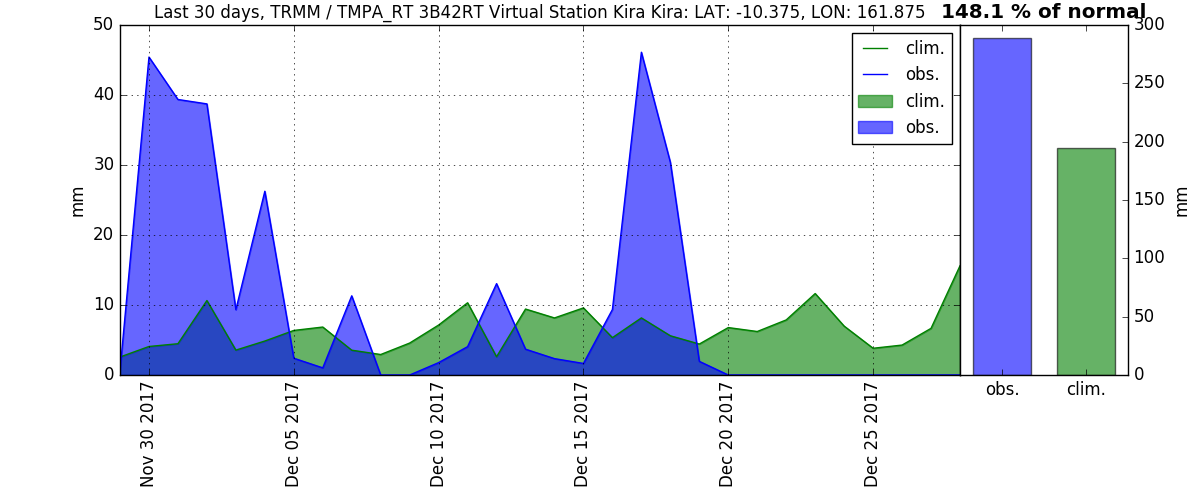 Last 30 days, TRMM / TMPA_RT 3B42RT Virtual Station Kira Kira: LAT: -10.375, LON: 161.875
148.1 % of normal
50
40
30
20
10
0
mm
clim.
obs.
clim.
obs.
Nov 30 2017
Dec 05 2017
Dec 10 2017
Dec 15 2017
Dec 20 2017
Dec 25 2017
300
250
200
150
100
50
0
mm
obs.
clim.